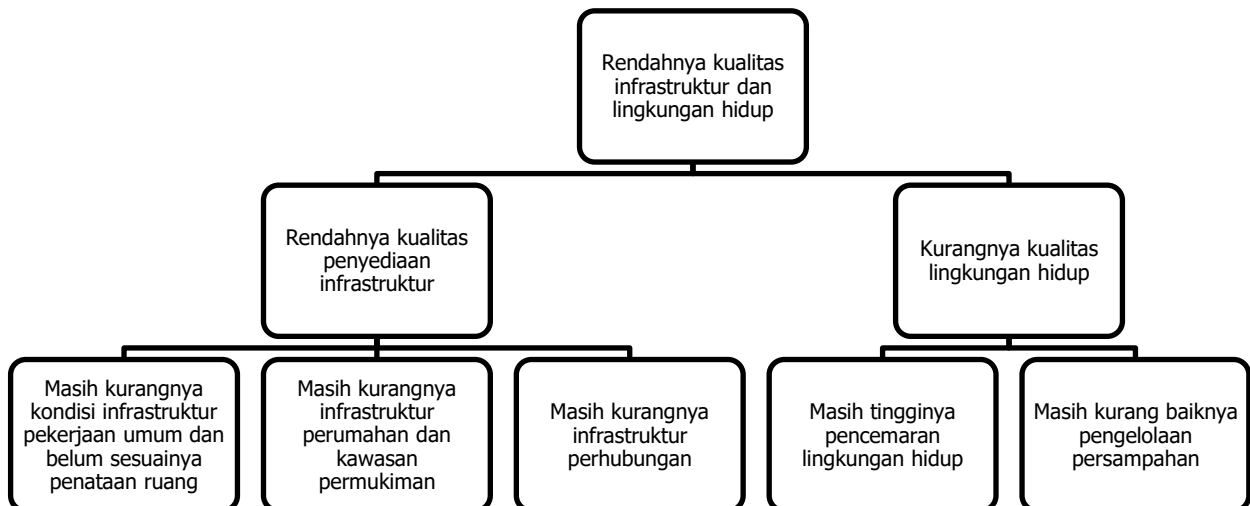 Rendahnya kualitas
infrastruktur dan
lingkungan hidup
Rendahnya kualitas
penyediaan
infrastruktur
Kurangnya kualitas
lingkungan hidup
Masih kurangnya
kondisi infrastruktur
pekerjaan umum dan
belum sesuainya
penataan ruang
Masih kurangnya
infrastruktur
perumahan dan
kawasan
permukiman
Masih kurangnya
infrastruktur
perhubungan
Masih tingginya
pencemaran
lingkungan hidup
Masih kurang baiknya
pengelolaan
persampahan